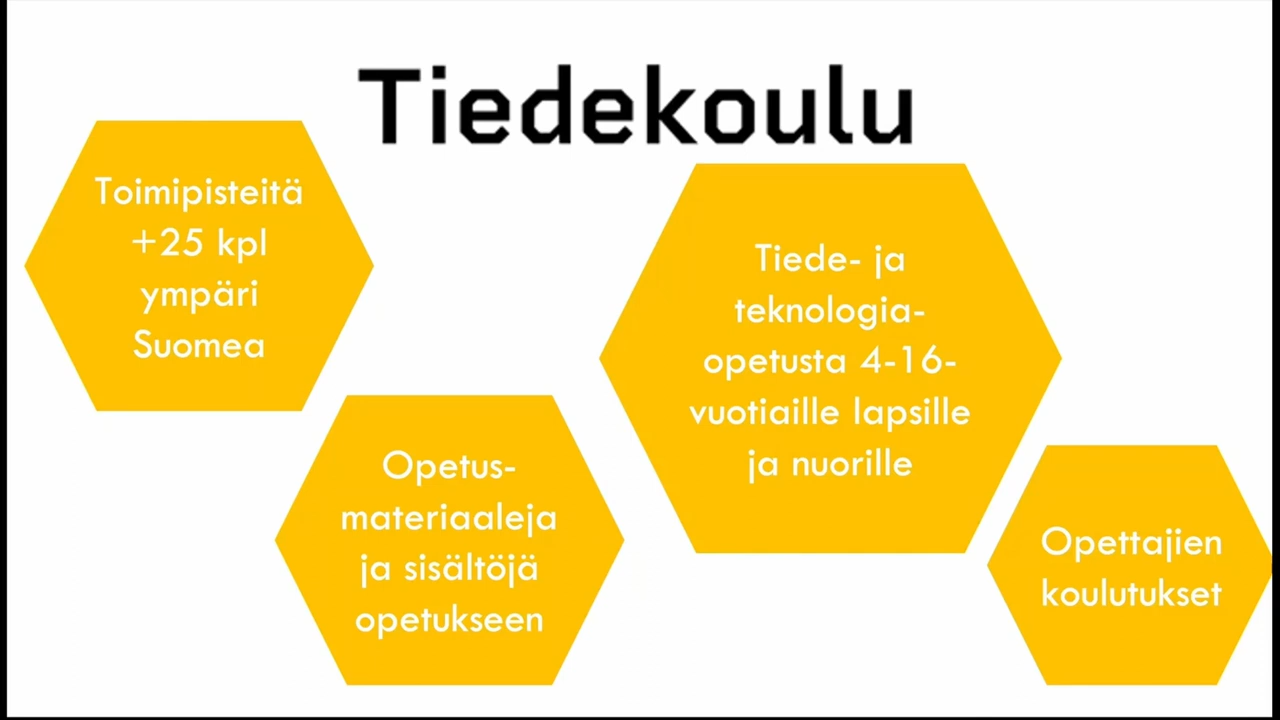 Tiedekoulu
Toimipisteitä
+25 kpl
ympäri
Suomea
Tiede- ja
teknologia-
opetusta 4-16-
vuotiaille lapsille
ja nuorille
Opetus-
materiaaleja
ja sisältöjä
opetukseen
Opettajien
koulutukset